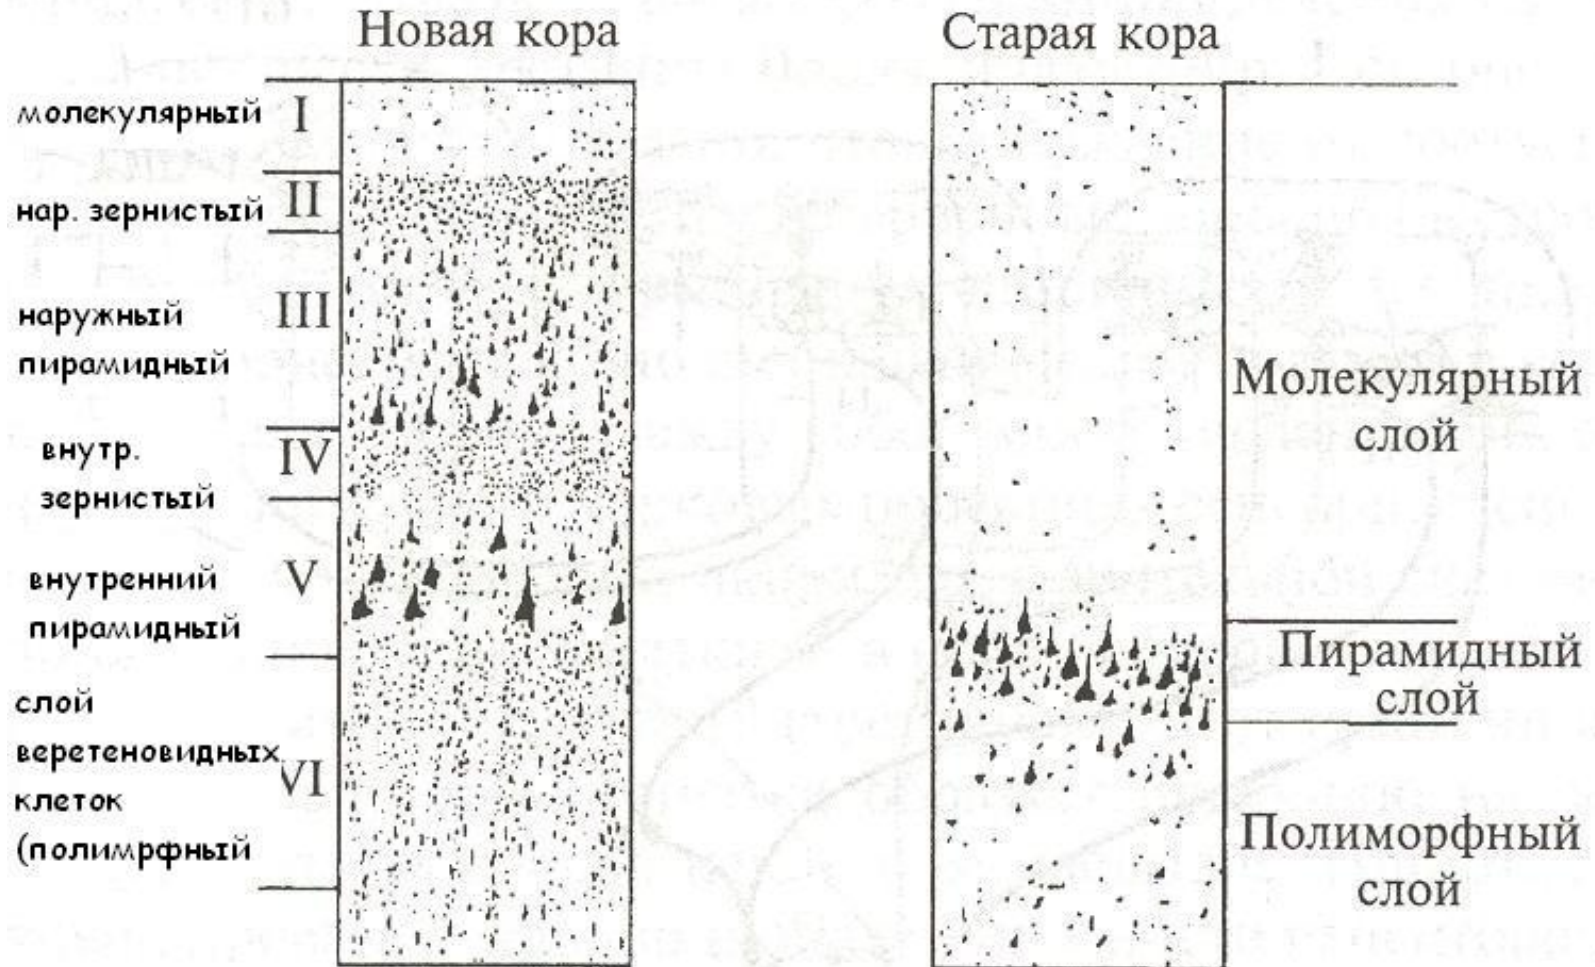 Новая кора
Старая кора
молекулярный I
нар. зернистый II
наружный
пирамидный
III
внутр.
зернистый
IV
внутренний
пирамидный
V
слой
веретеновидных
клеток
(полимрфный
VI
Молекулярный
слой
Пирамидный
слой
Полиморфный
слой